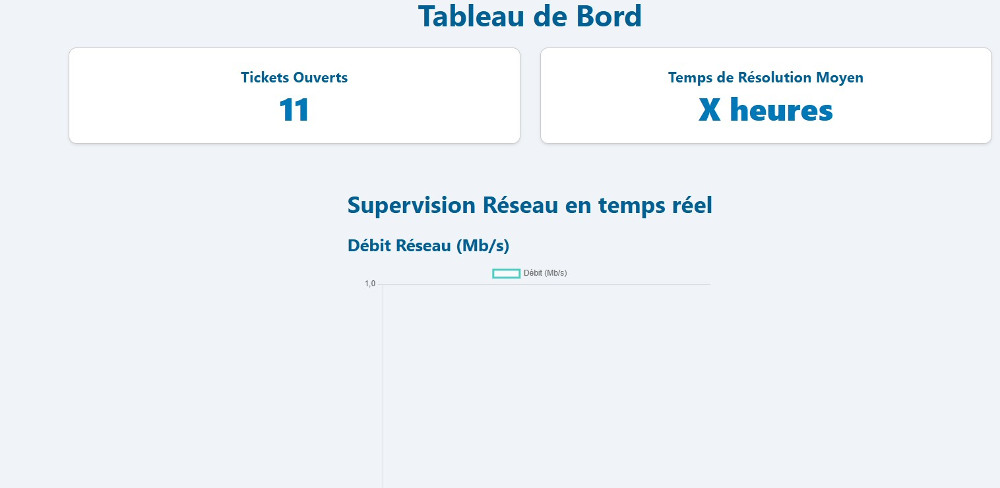 Tableau de Bord
Tickets Ouverts
11
Temps de Résolution Moyen
X heures
Supervision Réseau en temps réel
Débit Réseau (Mb/s)
Débit (Mb/s)
1,0